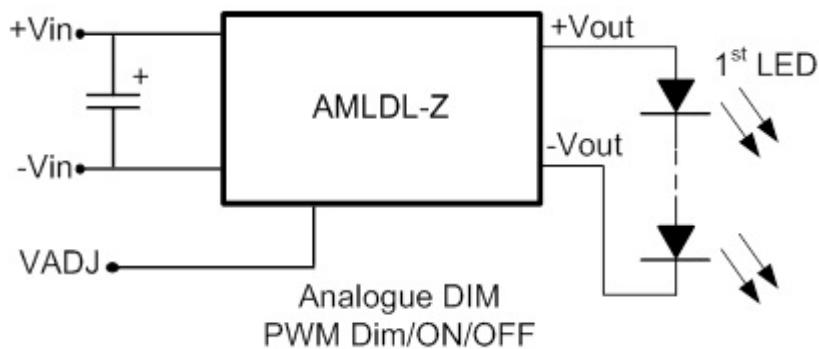 +Vin
+Vout
1st LED
+
AMLDL-Z
-Vout
-Vin
VADJ
Analogue DIM
PWM Dim/ON/OFF